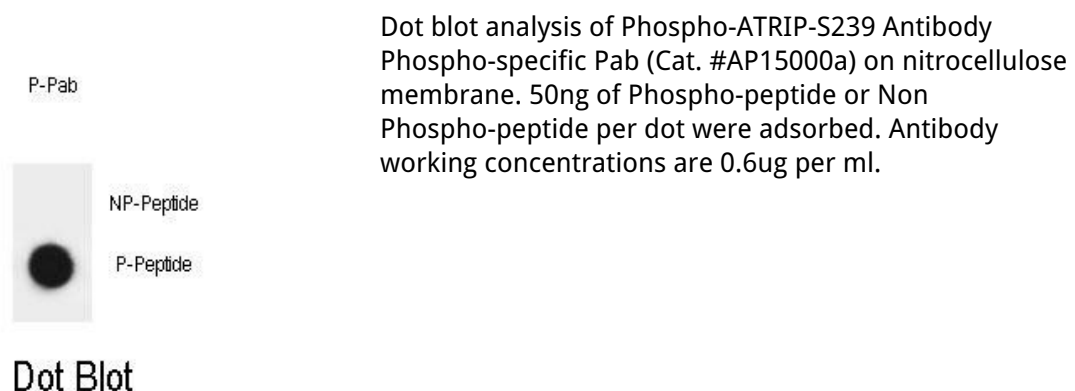 P-Pab
NP-Peptide
P-Peptide
Dot Blot
Dot blot analysis of Phospho-ATRIP-S239 Antibody
Phospho-specific Pab (Cat. #AP15000a) on nitrocellulose
membrane. 50ng of Phospho-peptide or Non
Phospho-peptide per dot were adsorbed. Antibody
working concentrations are 0.6ug per ml.